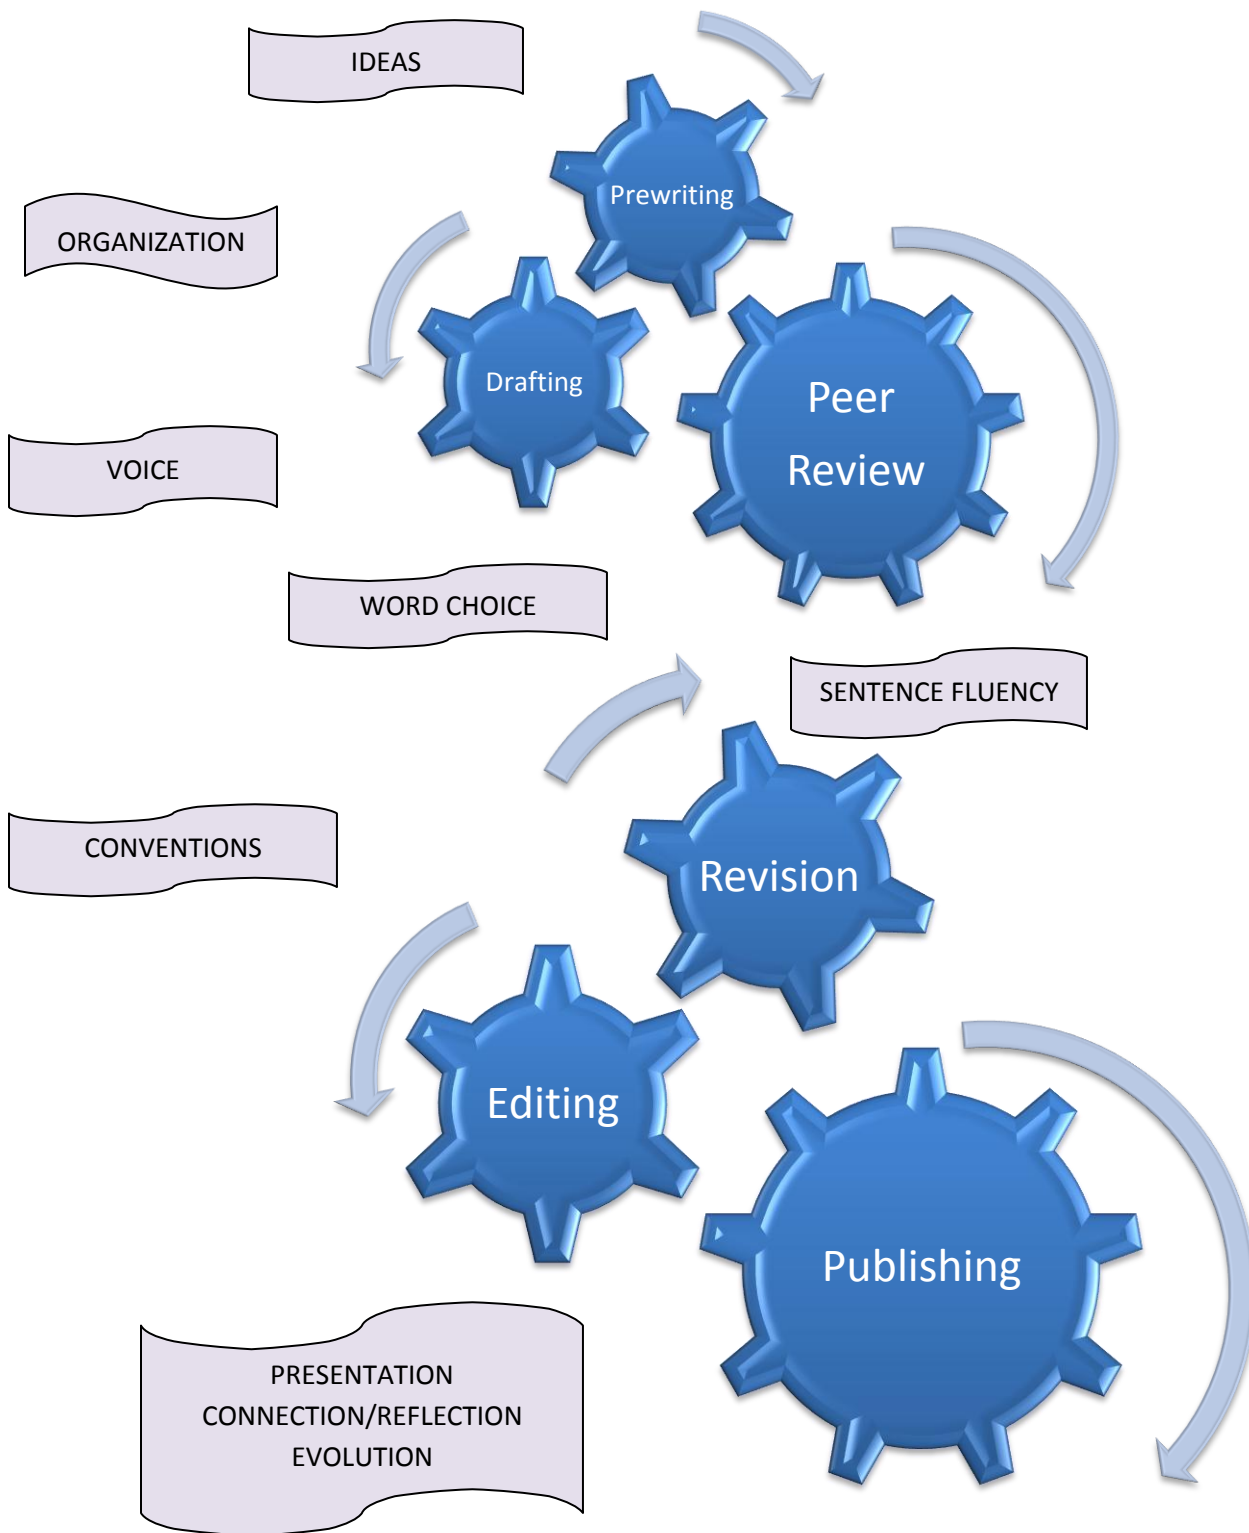 IDEAS
Prewriting
ORGANIZATION
Drafting
Peer
Review
VOICE
WORD CHOICE
SENTENCE FLUENCY
CONVENTIONS
Revision
Editing
Publishing
PRESENTATION
CONNECTION/REFLECTION
EVOLUTION